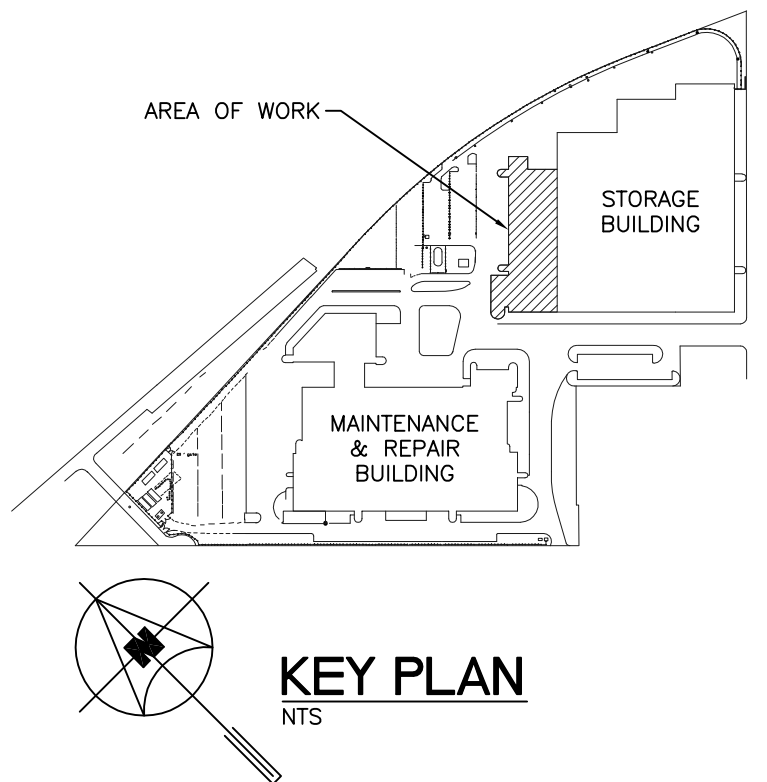 AREA OF WORK
STORAGE
BUILDING
MAINTENANCE
& REPAIR
BUILDING
N
KEY PLAN
NTS